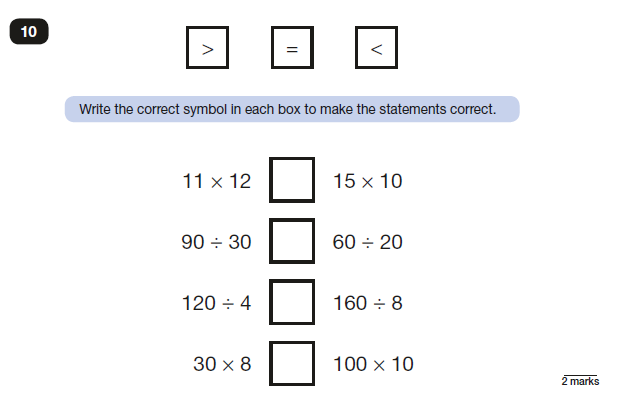 10
> = <
Write the correct symbol in each box to make the statements correct.
11 × 12 15 × 10
90 ÷ 30 60 ÷ 20
120 ÷ 4 160 ÷ 8
30 × 8 100 × 10
2 marks